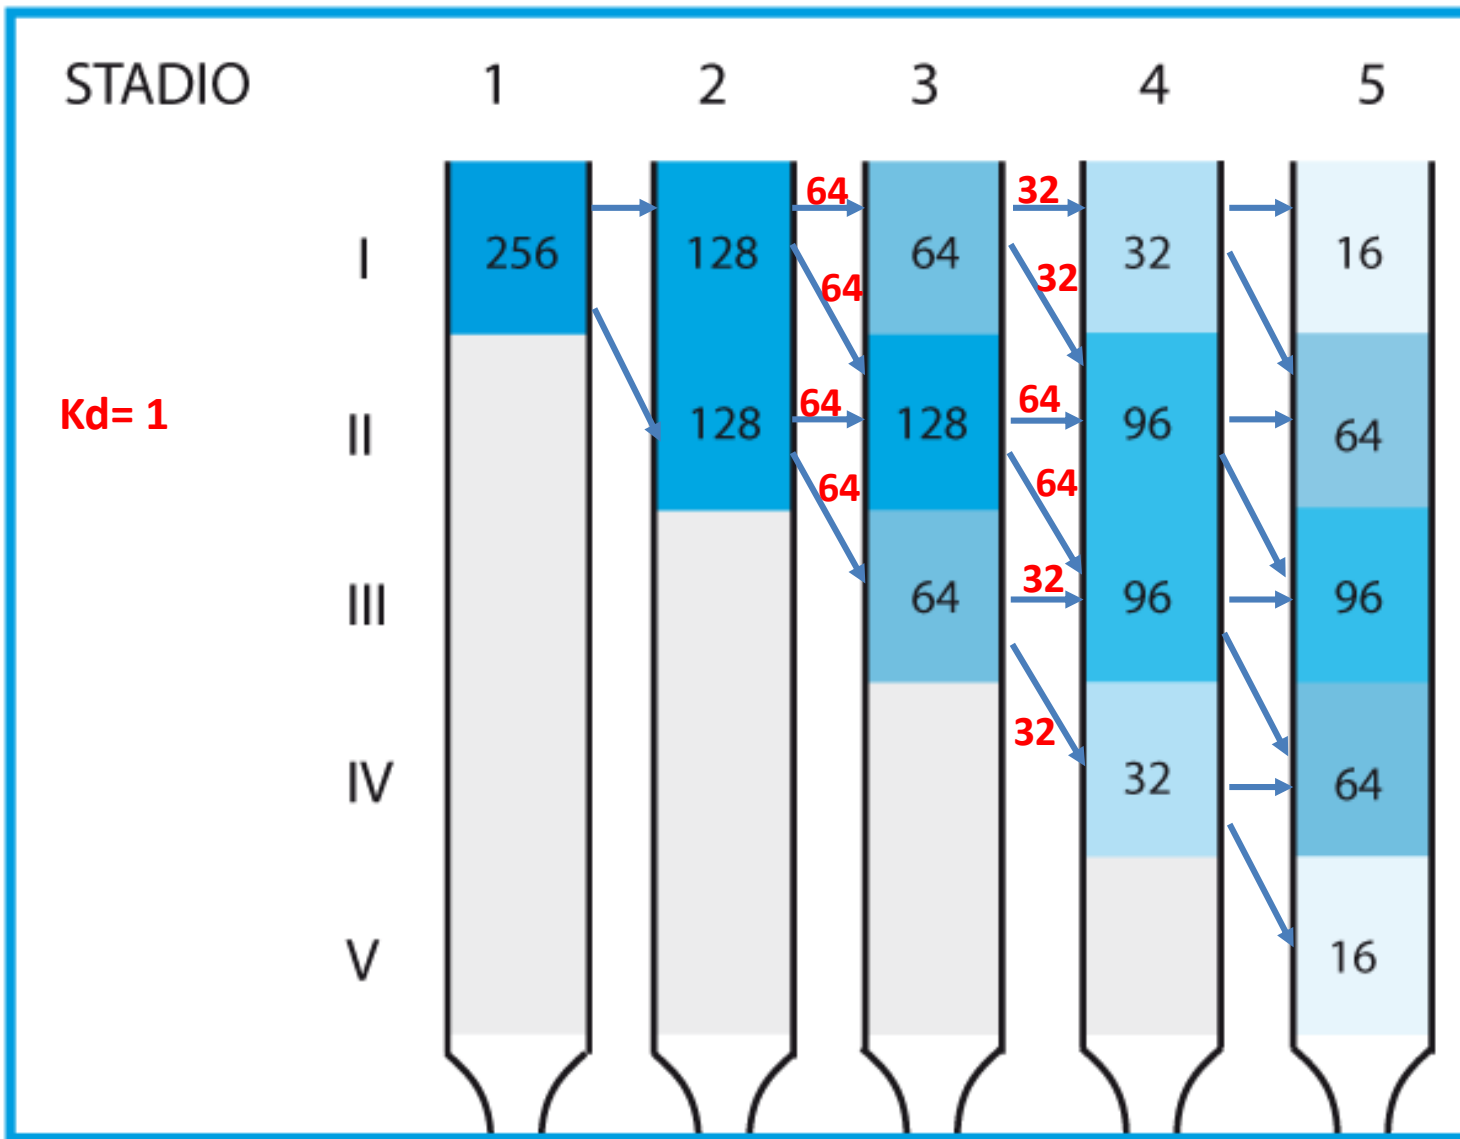 STADIO 1 2 3 4 5
64 32
I 256 128 64 32 16
64 32
Kd= 1
64 64
II 128 128 96 64
64 64
32
III 64 96 96
32
IV 32 64
V 16